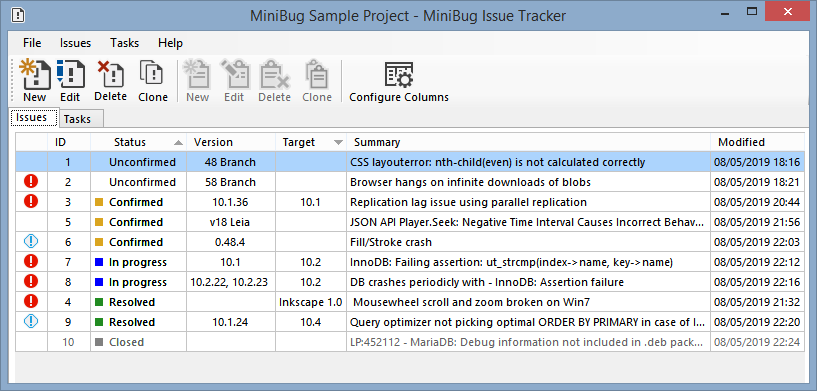 MiniBug Sample Project - MiniBug Issue Tracker
File Issues Tasks Help
New Edit Delete Clone New Edit Delete Clone Configure Columns
Issues Tasks
ID Status Version Target Summary Modified
1 Unconfirmed 48 Branch CSS layouterror: nth-child(even) is not calculated correctly 08/05/2019 18:16
2 Unconfirmed 58 Branch Browser hangs on infinite downloads of blobs 08/05/2019 18:21
3 Confirmed 10.1.36 10.1 Replication lag issue using parallel replication 08/05/2019 20:44
5 Confirmed v18 Leia JSON API Player.Seek: Negative Time Interval Causes Incorrect Behav... 08/05/2019 21:56
6 Confirmed 0.48.4 Fill/Stroke crash 08/05/2019 22:03
7 In progress 10.1 10.2 InnoDB: Failing assertion: ut_strcmp(index->name, key->name) 08/05/2019 22:12
8 In progress 10.2.22, 10.2.23 10.2 DB crashes periodically with - InnoDB: Assertion failure 08/05/2019 22:16
4 Resolved Inkscape 1.0 Mousewheel scroll and zoom broken on Win7 08/05/2019 21:32
9 Resolved 10.1.24 10.4 Query optimizer not picking optimal ORDER BY PRIMARY in case of I... 08/05/2019 22:20
10 Closed LP:452112 - MariaDB: Debug information not included in .deb pack... 08/05/2019 22:24